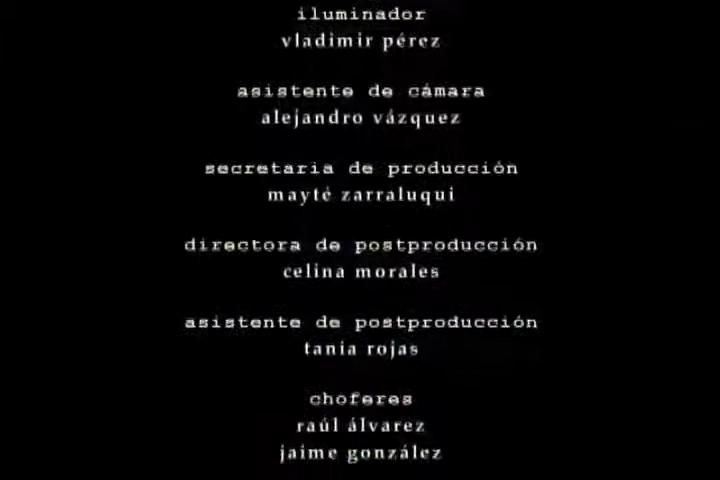 iluminador
vladimir pérez
asistente de cámara
alejandro vázquez
secretaria de producción
mayté zarraluqui
directora de postproducción
celina morales
asistente de postproducción
tania rojas
choferes
raúl álvarez
jaime gonzález